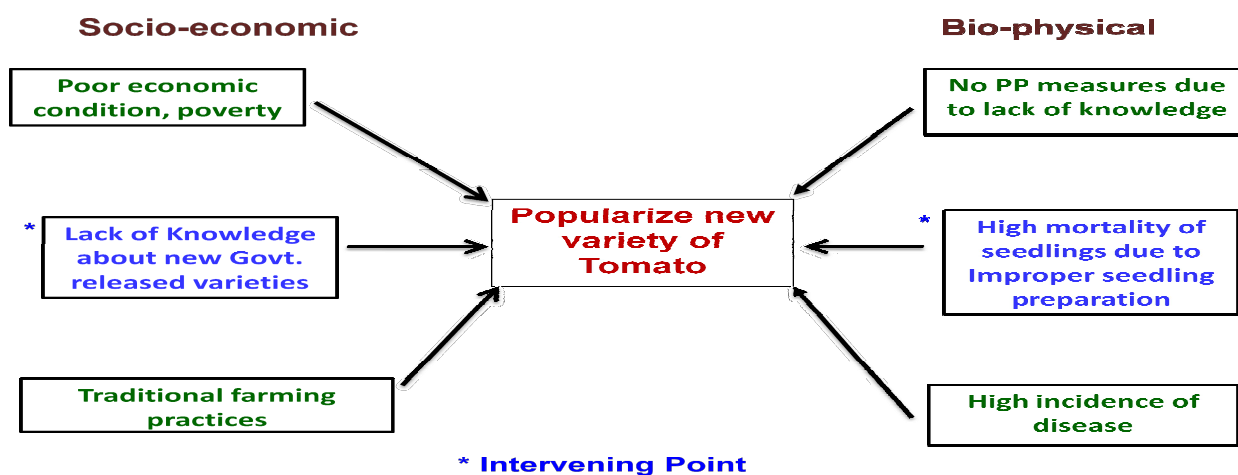 Socio-economic
Bio-physical
Poor economic
condition, poverty
No PP measures due
to lack of knowledge
Popularize new
variety of
Tomato
* Lack of Knowledge
about new Govt.
released varieties
* High mortality of
seedlings due to
Improper seedling
preparation
Traditional farming
practices
High incidence of
disease
* Intervening Point